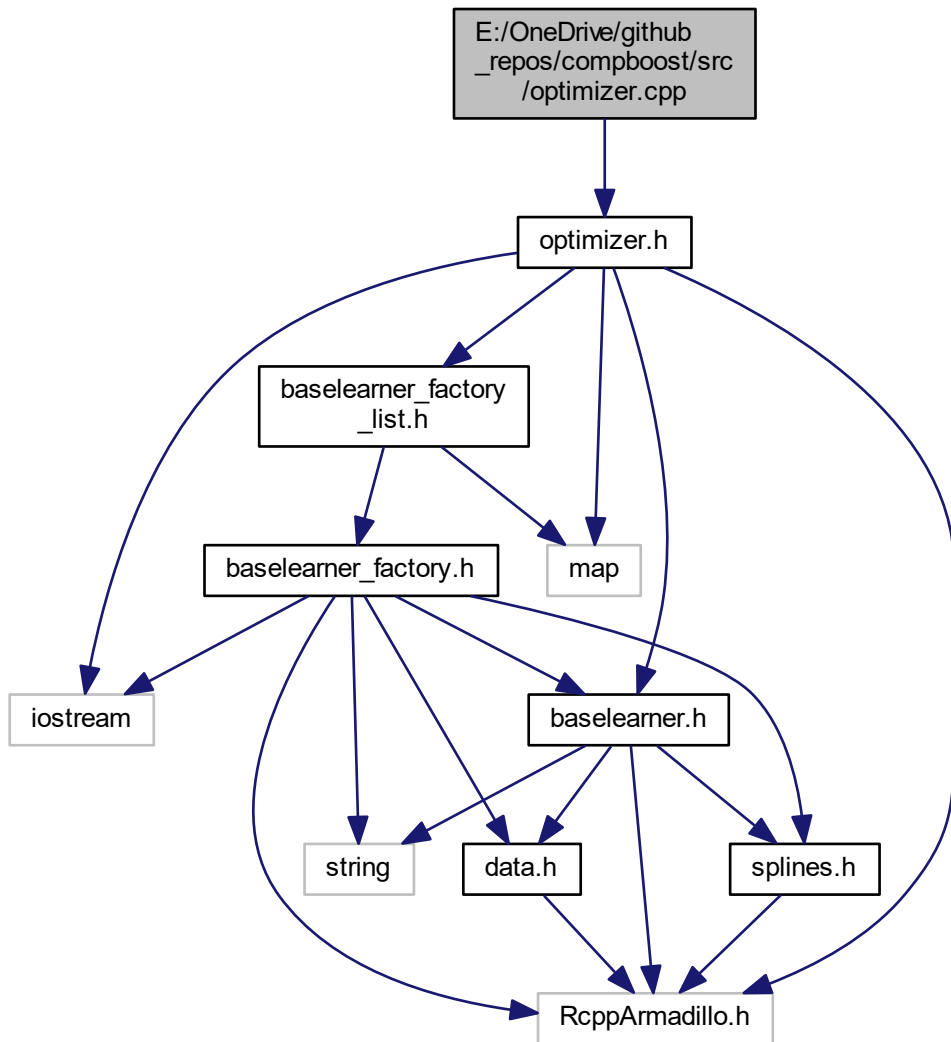 E:/OneDrive/github
_repos/compboost/src
/optimizer.cpp
optimizer.h
baselearner_factory
_list.h
baselearner_factory.h
map
iostream
baselearner.h
string
data.h
splines.h
RcppArmadillo.h